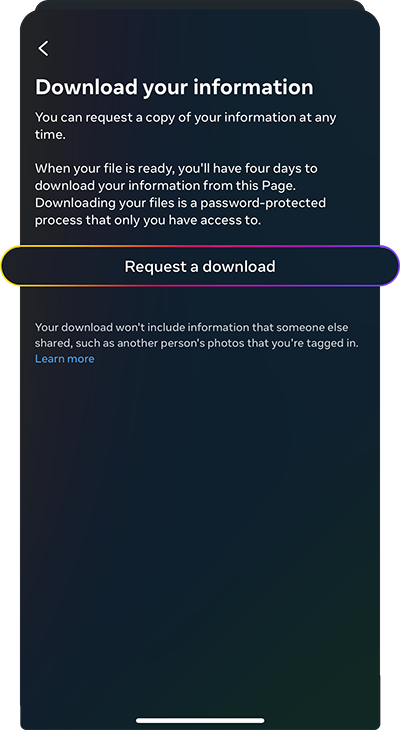 Download your information
You can request a copy of your information at any
time.
When your file is ready, you'll have four days to
download your information from this Page.
Downloading your files is a password-protected
process that only you have access to.
Request a download
Your download won't include information that someone else
shared, such as another person's photos that you're tagged in.
Learn more